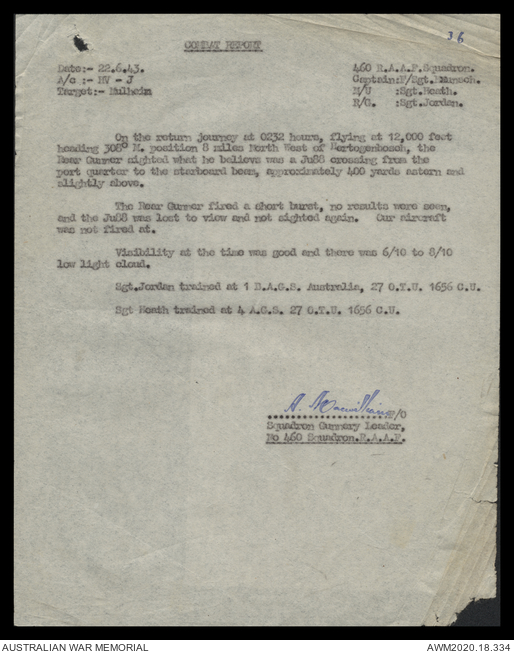 36
COMBAT REPORT
Date:- 22.6.43. 460 R.A.A.F.Squadron.
A/c :- NV - J Captain:F/Sgt.
Target:- Mulheim M/U :Sgt.Heath.
R/G. :Sgt.Jordan.
On the return journey at 0232 hours, flying at 12,000 feet
heading 308° M. position 8 miles North West of Hertogenbosch, the
Rear Gunner sighted what he believes was a Ju88 crossing from the
port quarter to the starboard beam, approximately 400 yards astern and
slightly above.
The Rear Gunner fired a short burst, no results were seen,
and the Ju88 was lost to view and not sighted again. Our aircraft
was not fired at.
Visibility at the time was good and there was 6/10 to 8/10
low light cloud.
Sgt.Jordan trained at 1 B.A.G.S. Australia, 27 O.T.U. 1656 C.U.
Sgt Heath trained at 4 A.G.S. 27 O.T.U. 1656 C.U.
A. F/O
Squadron Gunnery Leader,
No 460 Squadron.R.A.A.F.
AUSTRALIAN WAR MEMORIAL AWM2020.18.334